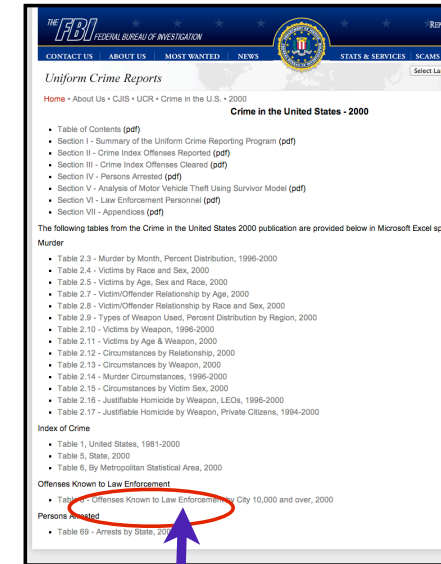 THE FBI FEDERAL BUREAU OF INVESTIGATION
CONTACT US ABOUT US MOST WANTED NEWS STATS & SERVICES SCAMS
Uniform Crime Reports
Home • About Us • CJIS • UCR • Crime in the U.S. • 2000
Crime in the United States - 2000
Table of Contents (pdf)
Section I - Summary of the Uniform Crime Reporting Program (pdf)
Section II - Crime Index Offenses Reported (pdf)
Section III - Crime Index Offenses Cleared (pdf)
Section IV - Persons Arrested (pdf)
Section V - Analysis of Motor Vehicle Theft Using Survivor Model (pdf)
Section VI - Law Enforcement Personnel (pdf)
Section VII - Appendices (pdf)
The following tables from the Crime in the United States 2000 publication are provided below in Microsoft Excel sp
Murder
Table 2.3 - Murder by Month, Percent Distribution, 1996-2000
Table 2.4 - Victims by Race and Sex, 2000
Table 2.5 - Victims by Age, Sex and Race, 2000
Table 2.7 - Victim/Offender Relationship by Age, 2000
Table 2.8 - Victim/Offender Relationship by Race and Sex, 2000
Table 2.9 - Types of Weapon Used, Percent Distribution by Region, 2000
Table 2.10 - Victims by Weapon, 1996-2000
Table 2.11 - Victims by Age & Weapon, 2000
Table 2.12 - Circumstances by Relationship, 2000
Table 2.13 - Circumstances by Weapon, 2000
Table 2.14 - Murder Circumstances, 1996-2000
Table 2.15 - Circumstances by Victim Sex, 2000
Table 2.16 - Justifiable Homicide by Weapon, LEOs, 1996-2000
Table 2.17 - Justifiable Homicide by Weapon, Private Citizens, 1994-2000
Index of Crime
Table 1, United States, 1981-2000
Table 5, State, 2000
Table 6, By Metropolitan Statistical Area, 2000
Offenses Known to Law Enforcement
Table - Offenses Known to Law Enforcement by City 10,000 and over, 2000
Persons Arrested
Table 69 - Arrests by State, 200